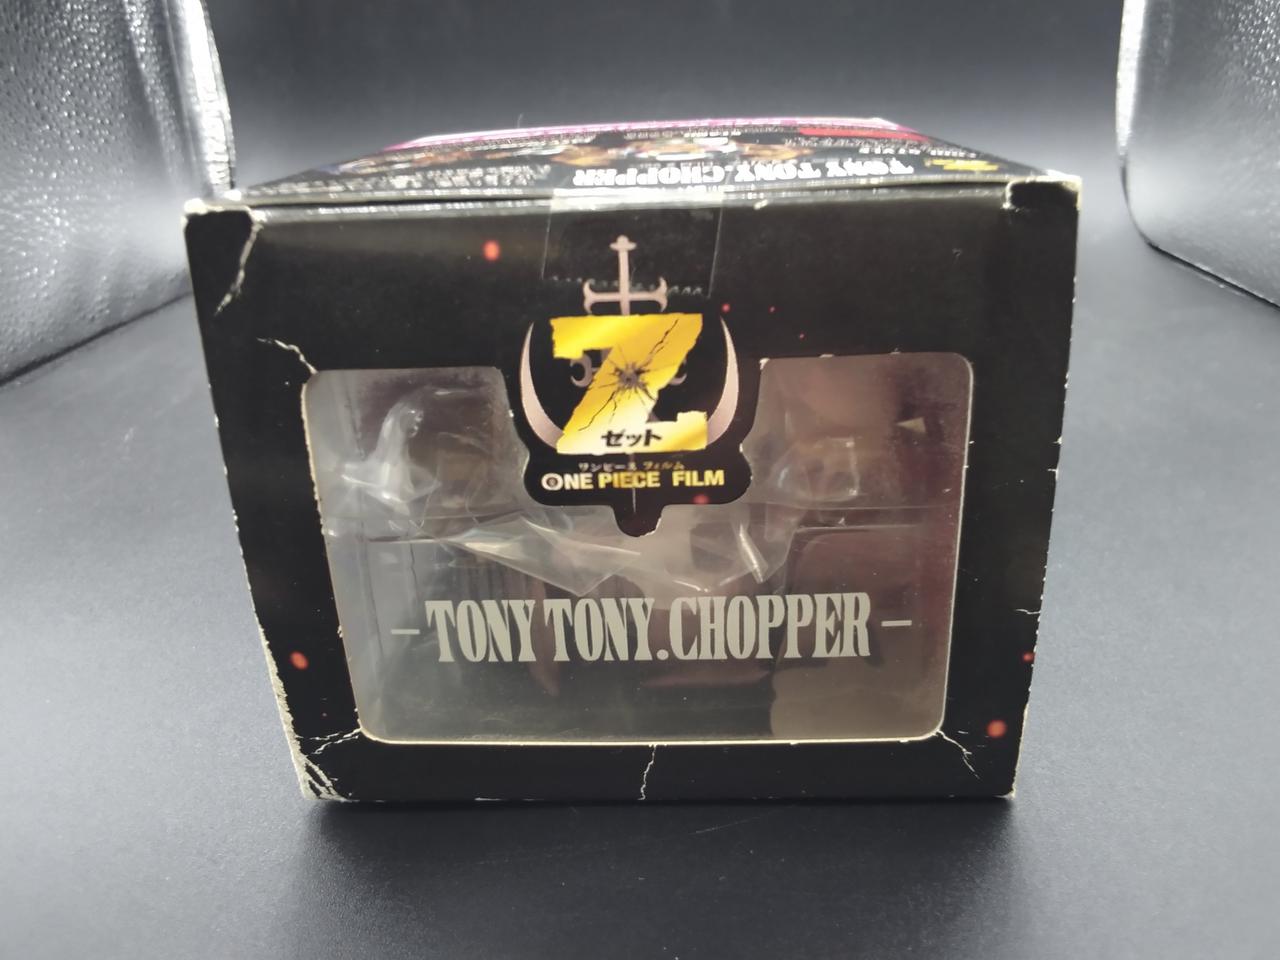 TONY TONY.CHOPPER
Z
ゼット
ワンピース フィルム
ONE PIECE FILM
-TONY TONY.CHOPPER-